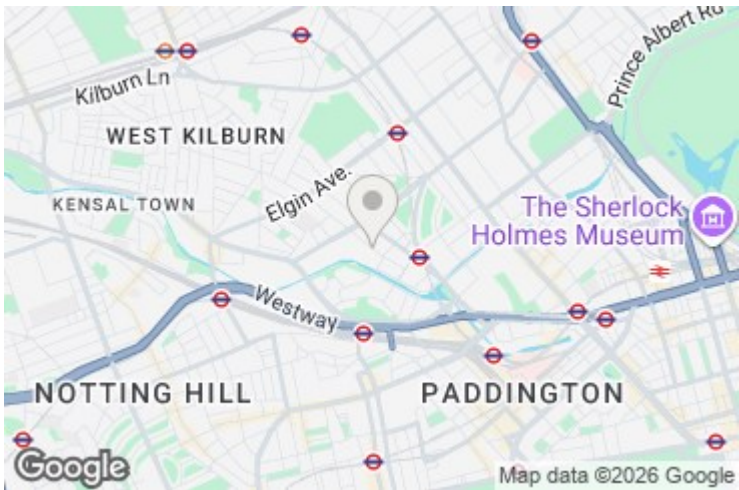 Kilburn Ln
Prince Albert Rd
WEST KILBURN
Elgin Ave.
KENSAL TOWN
The Sherlock
Holmes Museum
Westway
NOTTING HILL
PADDINGTON
Google
Map data ©2026 Google